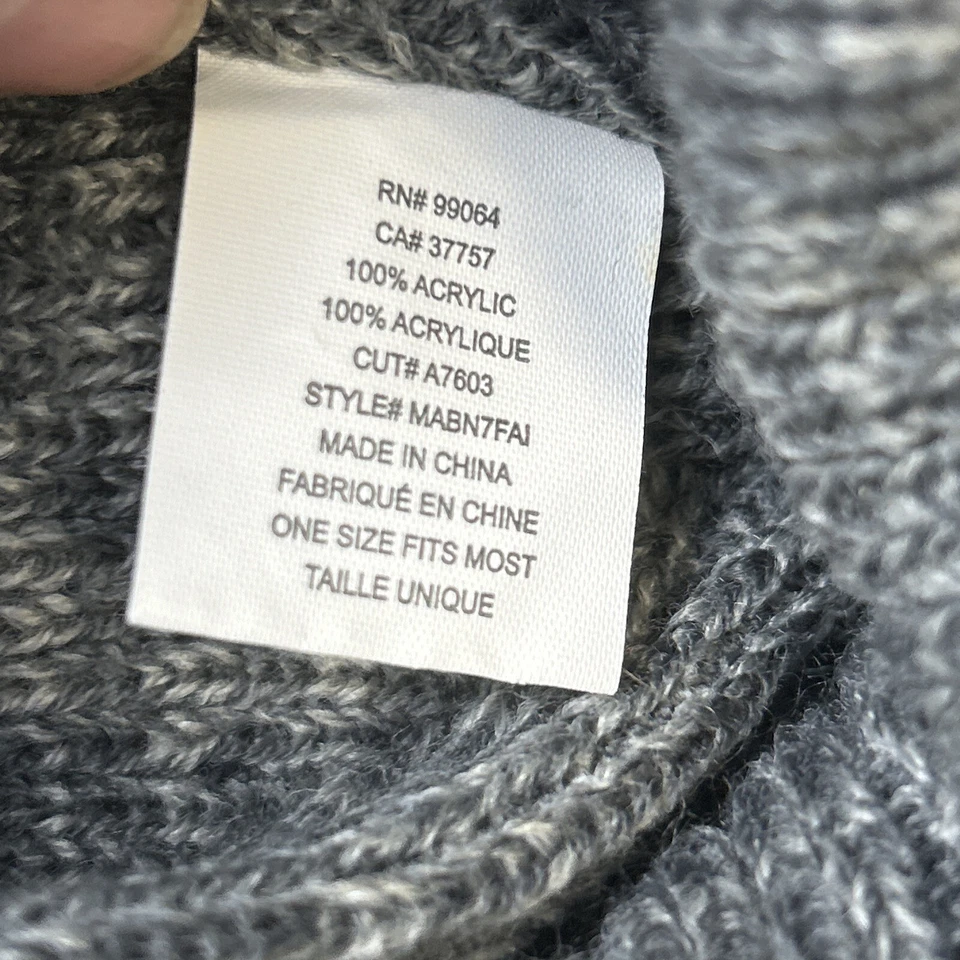 RN# 99064
CA# 37757
100% ACRYLIC
100% ACRYLIQUE
CUT# A7603
STYLE# MABN7FAI
MADE IN CHINA
FABRIQUÉ EN CHINE
ONE SIZE FITS MOST
TAILLE UNIQUE